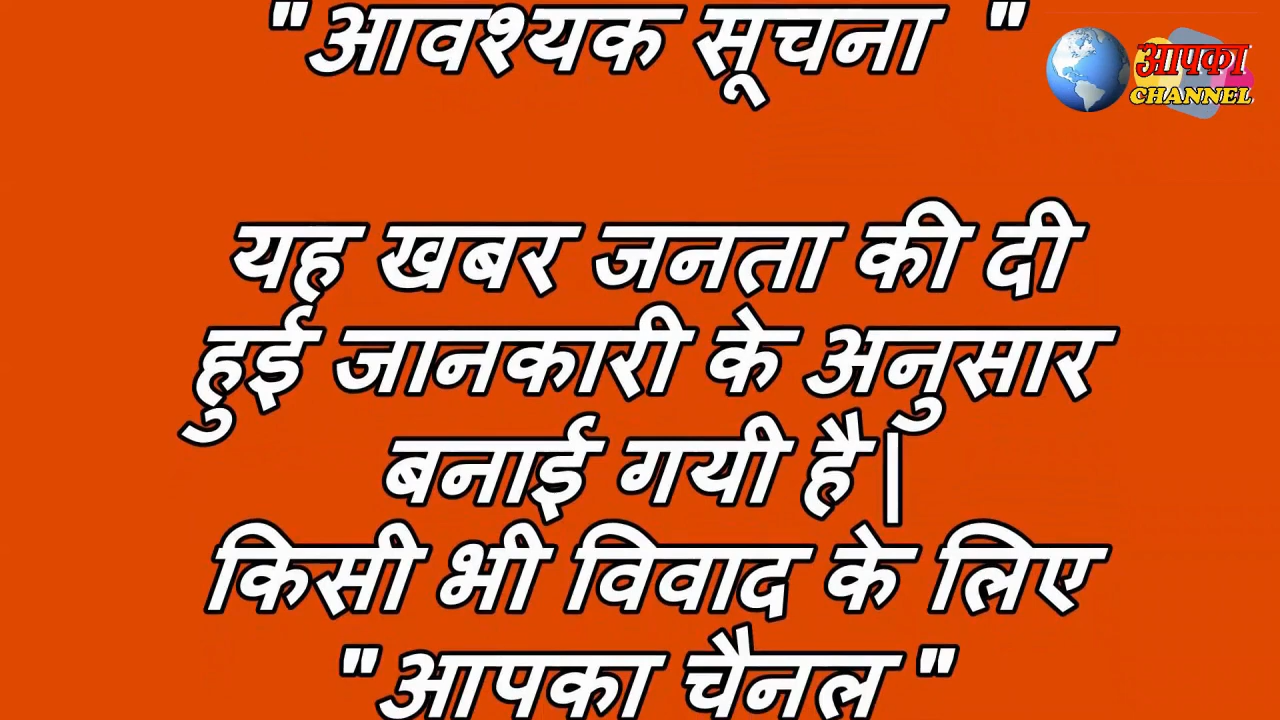 "आवश्यक सूचना "
आपका
CHANNEL
यह खबर जनता की दी
हुई जानकारी के अनुसार
बनाई गयी है|
किसी भी विवाद के लिए
"आपका चैनल"